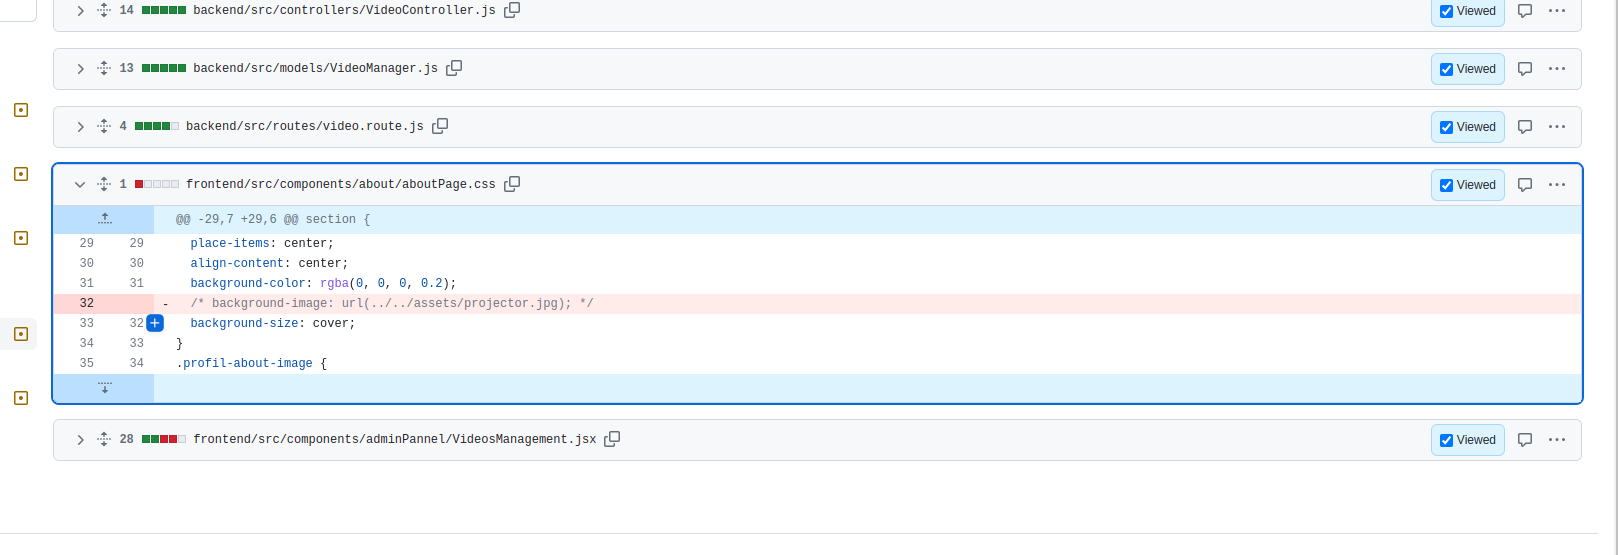 14 backend/src/controllers/VideoController.js Viewed
13 backend/src/models/VideoManager.js Viewed
4 backend/src/routes/video.route.js Viewed
1 frontend/src/components/about/aboutPage.css Viewed
@@ -29,7 +29,6 @@ section {
29 29 place-items: center;
30 30 align-content: center;
31 31 background-color: rgba(0, 0, 0, 0.2);
32 - /* background-image: url(../../assets/projector.jpg); */
33 32 background-size: cover;
34 33 }
35 34 .profil-about-image {
28 frontend/src/components/adminPannel/VideosManagement.jsx Viewed